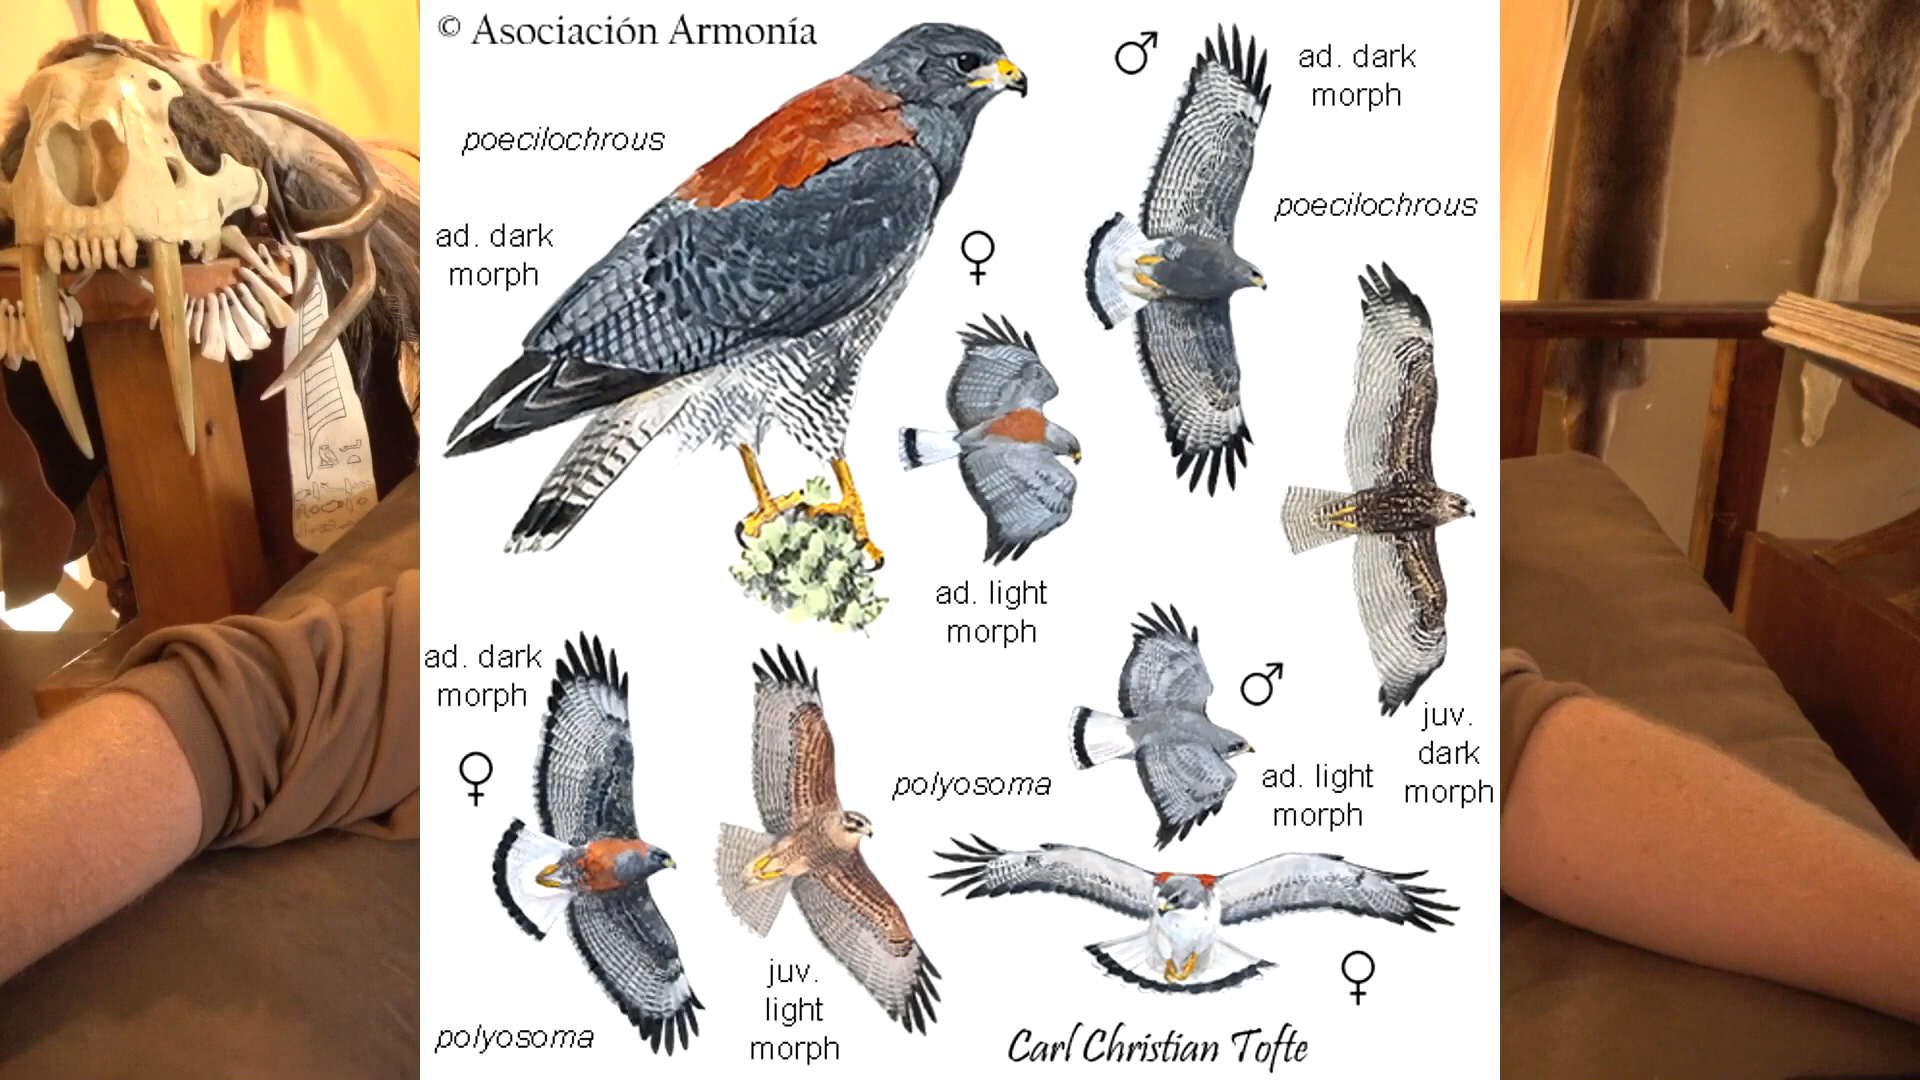 © Asociación Armonía
poecilochrous
ad. dark
morph
♀
♂
ad. dark
morph
poecilochrous
ad. light
morph
ad. dark
morph
♀
polyosoma
juv.
light
morph
polyosoma
♂
ad. light
morph
juv.
dark
morph
♀
Carl Christian Tofte